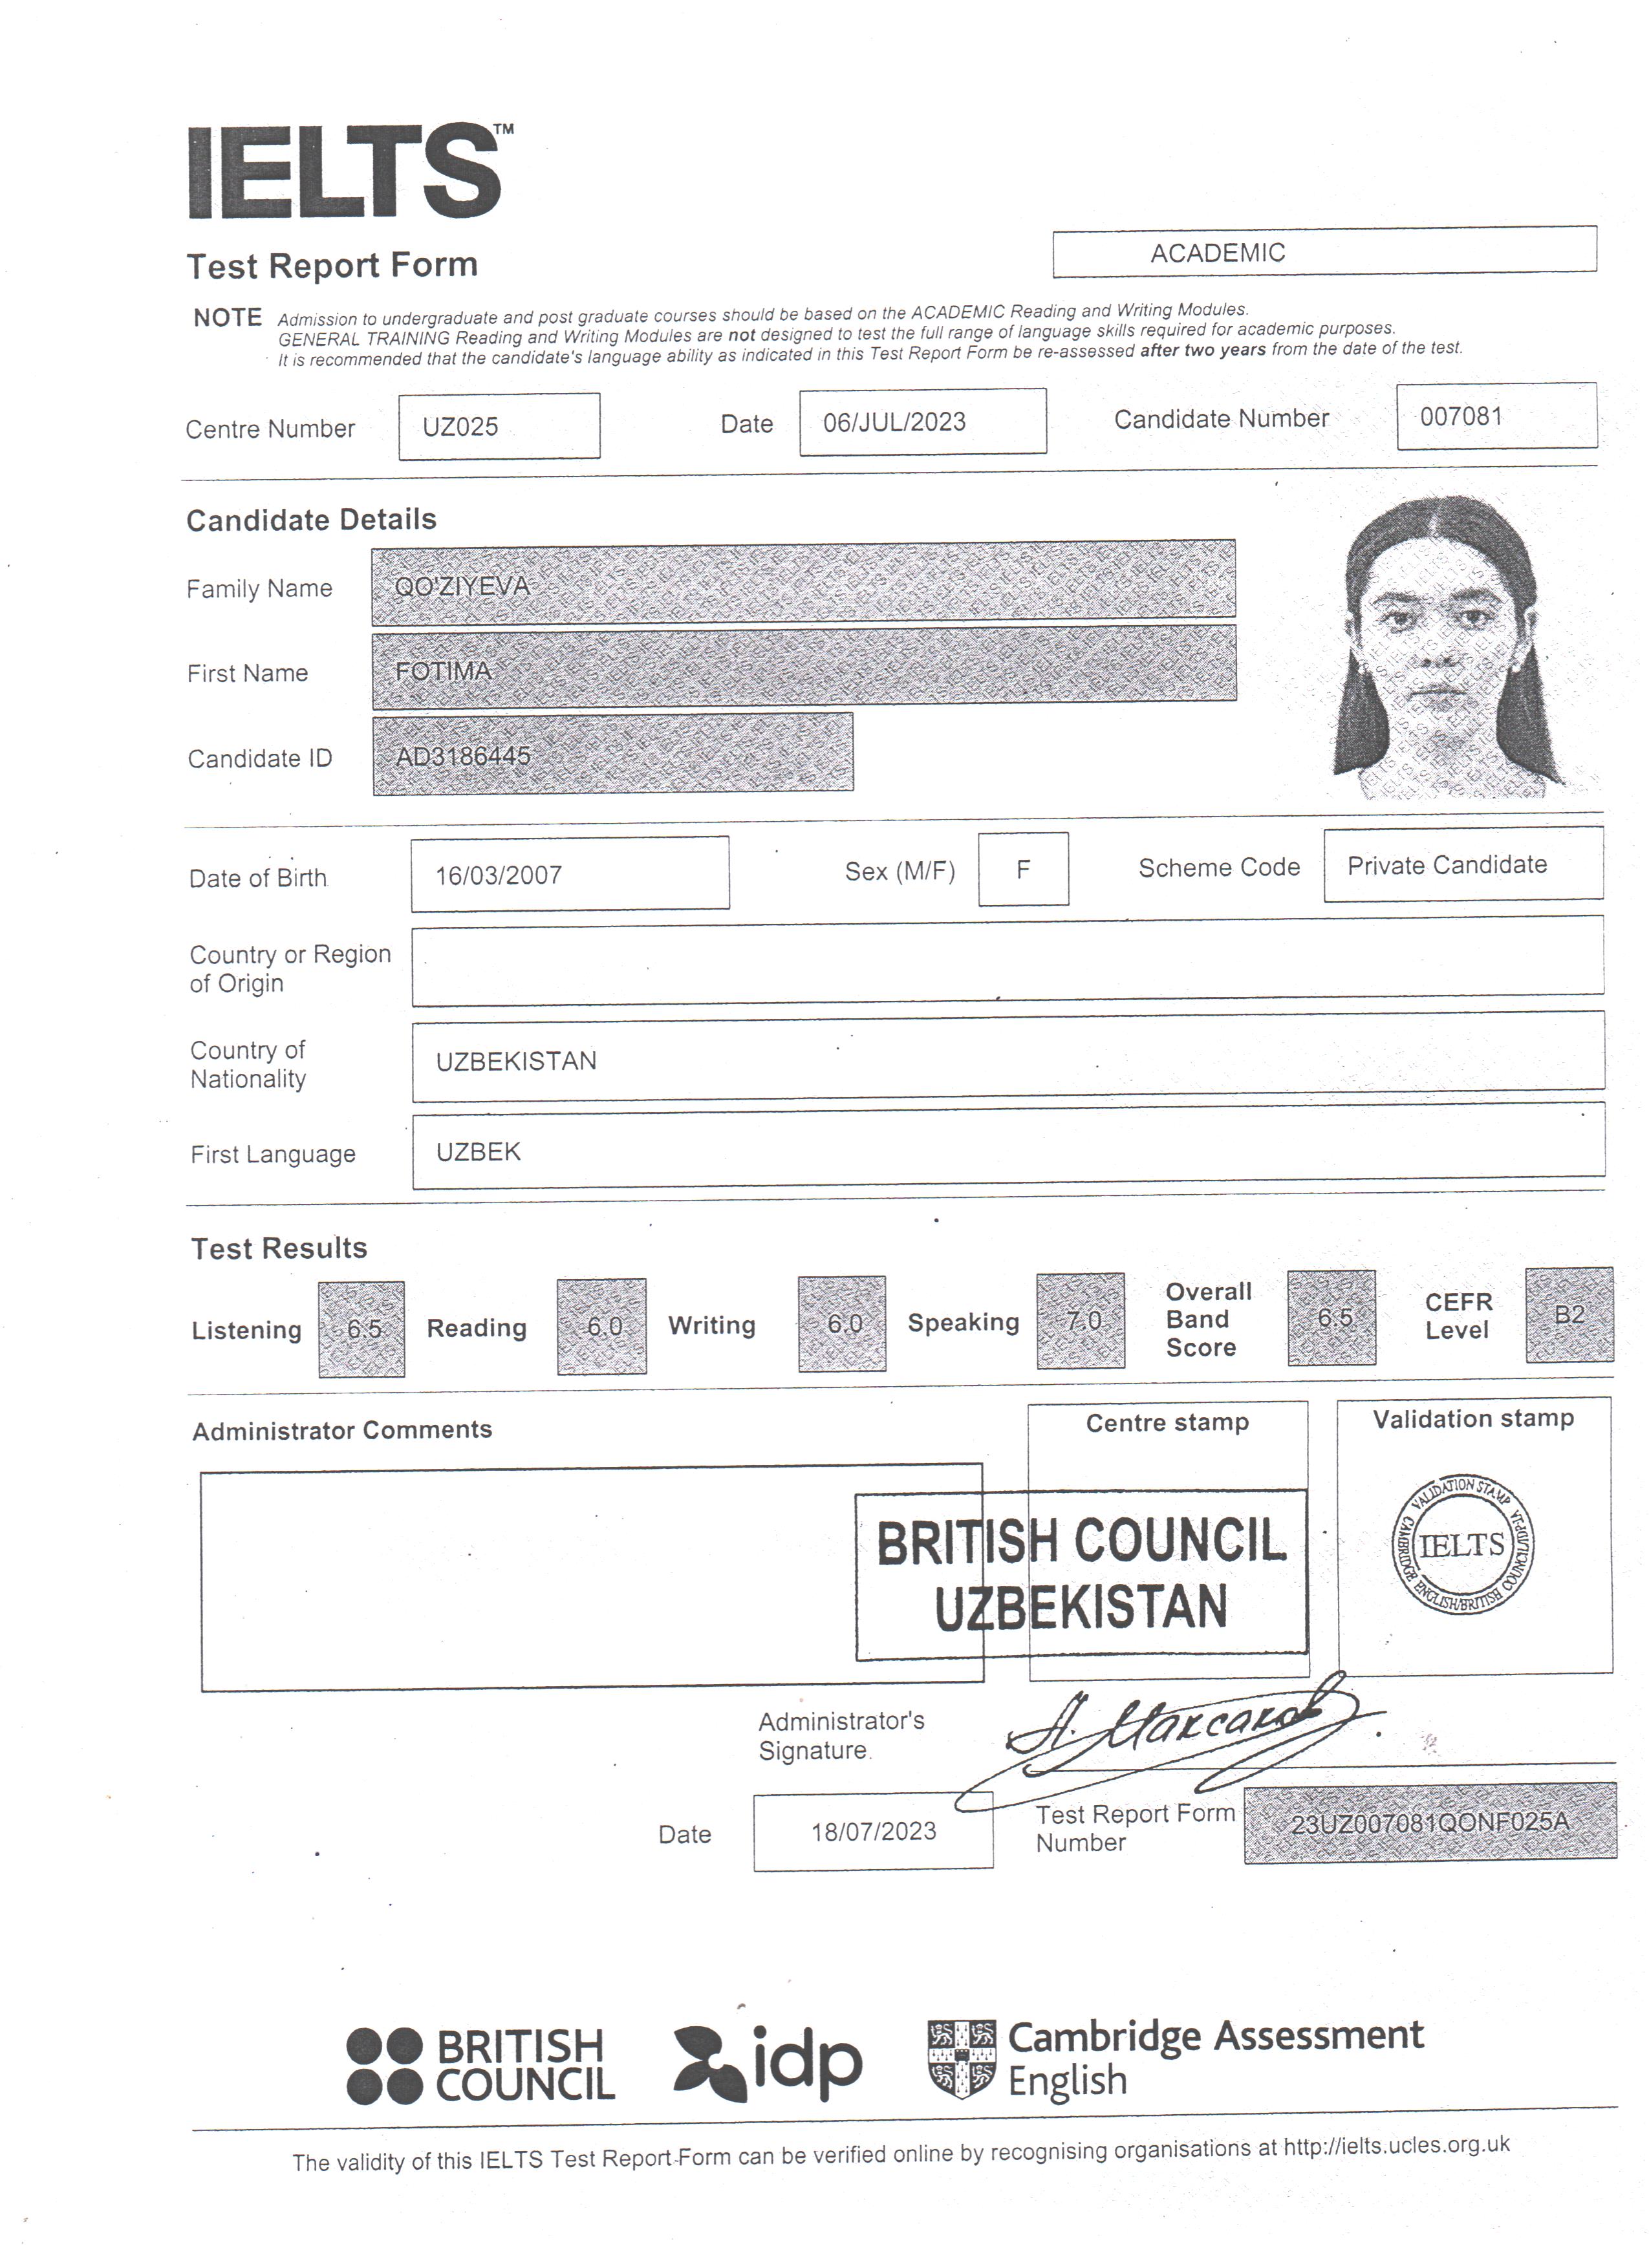 IELTS™
Test Report Form
ACADEMIC
NOTE Admission to undergraduate and post graduate courses should be based on the ACADEMIC Reading and Writing Modules.
GENERAL TRAINING Reading and Writing Modules are not designed to test the full range of language skills required for academic purposes.
It is recommended that the candidate's language ability as indicated in this Test Report Form be re-assessed after two years from the date of the test.
Centre Number UZ025 Date 06/JUL/2023 Candidate Number 007081
Candidate Details
Family Name QO'ZIYEVA
First Name FOTIMA
Candidate ID AD3186445
Date of Birth 16/03/2007 Sex (M/F) F Scheme Code Private Candidate
Country or Region
of Origin
Country of
Nationality
UZBEKISTAN
First Language UZBEK
Test Results
Listening 6.5 Reading 6.0 Writing 6.0 Speaking 7.0
Overall
Band
Score
6.5
CEFR
Level
B2
Administrator Comments
Centre stamp
BRITISH COUNCIL
UZBEKISTAN
Validation stamp
VALIDATION STAMP
IELTS
CAMBRIDGE ENGLISH/BRITISH COUNCIL/IDP:IA
Administrator's
Signature
Date 18/07/2023
Test Report Form
Number
23UZ007081QONF025A
BRITISH
COUNCIL
idp
Cambridge Assessment
English
The validity of this IELTS Test Report Form can be verified online by recognising organisations at http://ielts.ucles.org.uk